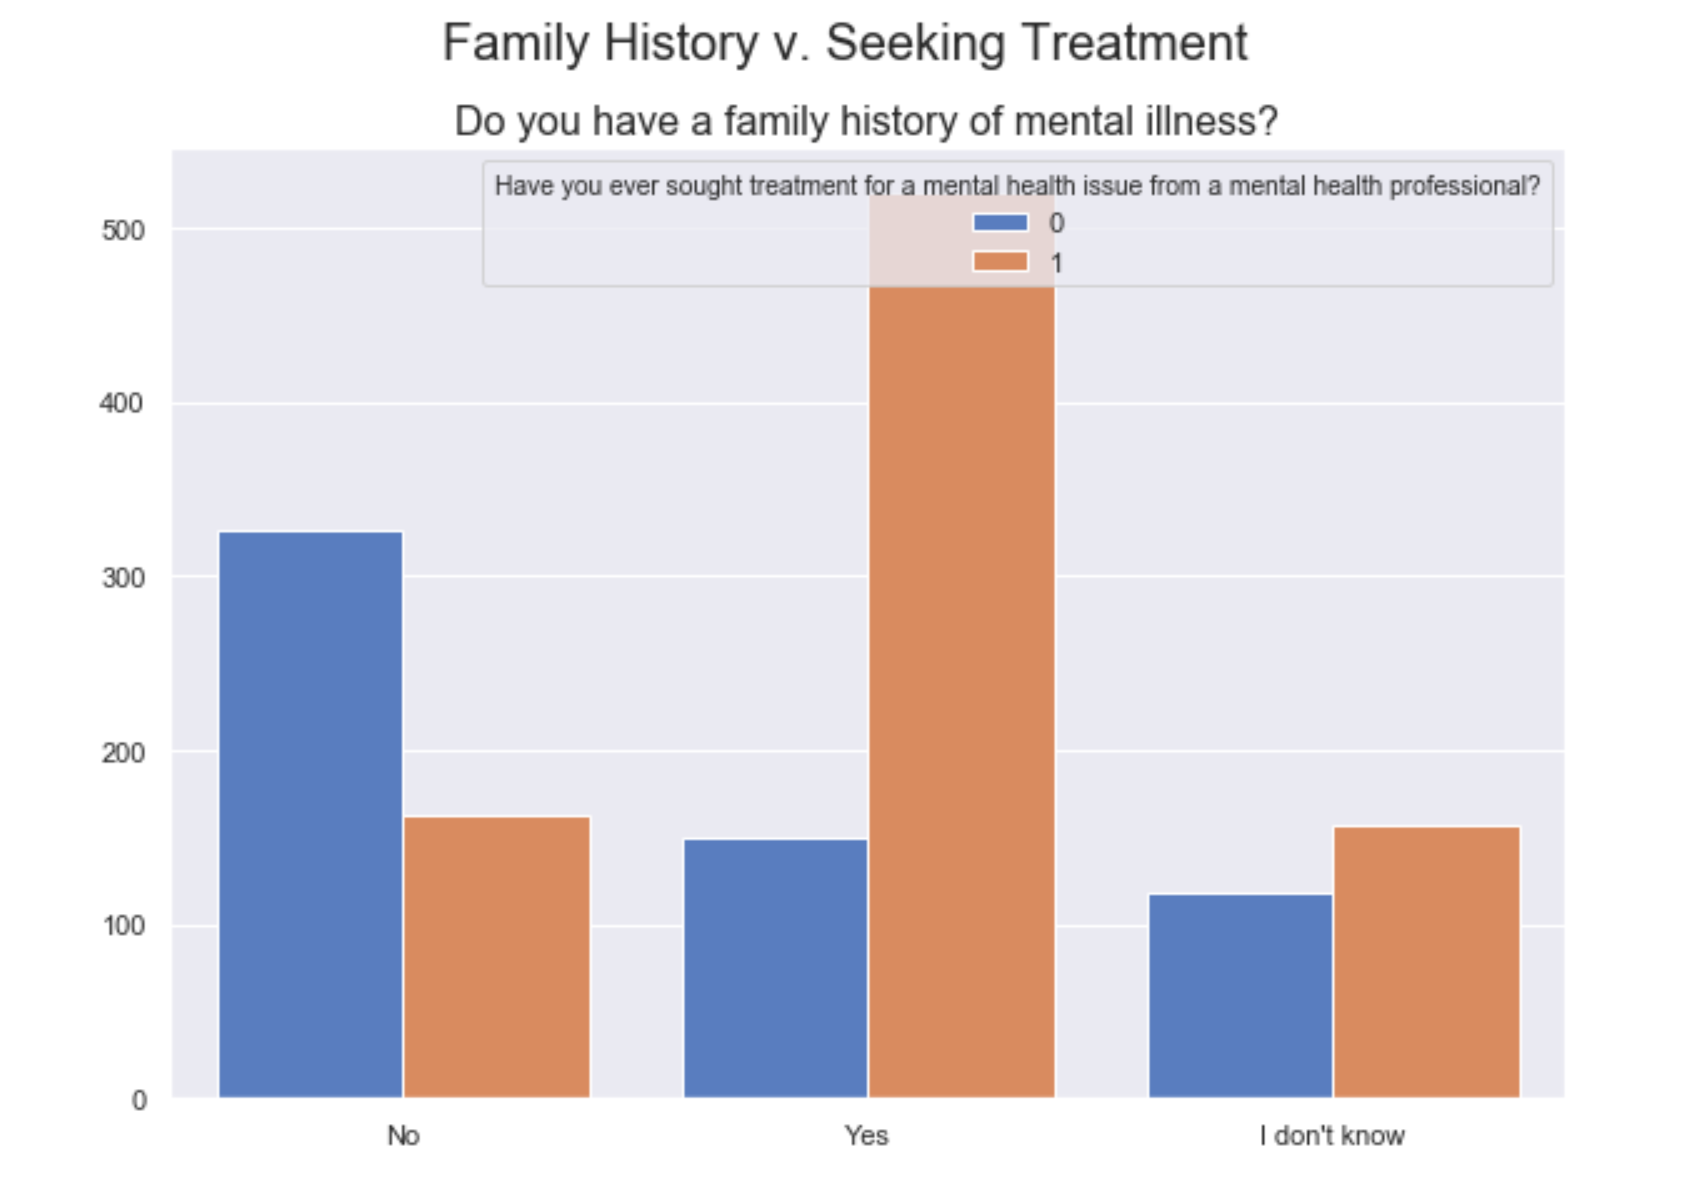 Family History v. Seeking Treatment
Do you have a family history of mental illness?
Have you ever sought treatment for a mental health issue from a mental health professional?
0
1
500
400
300
200
100
0
No Yes I don't know